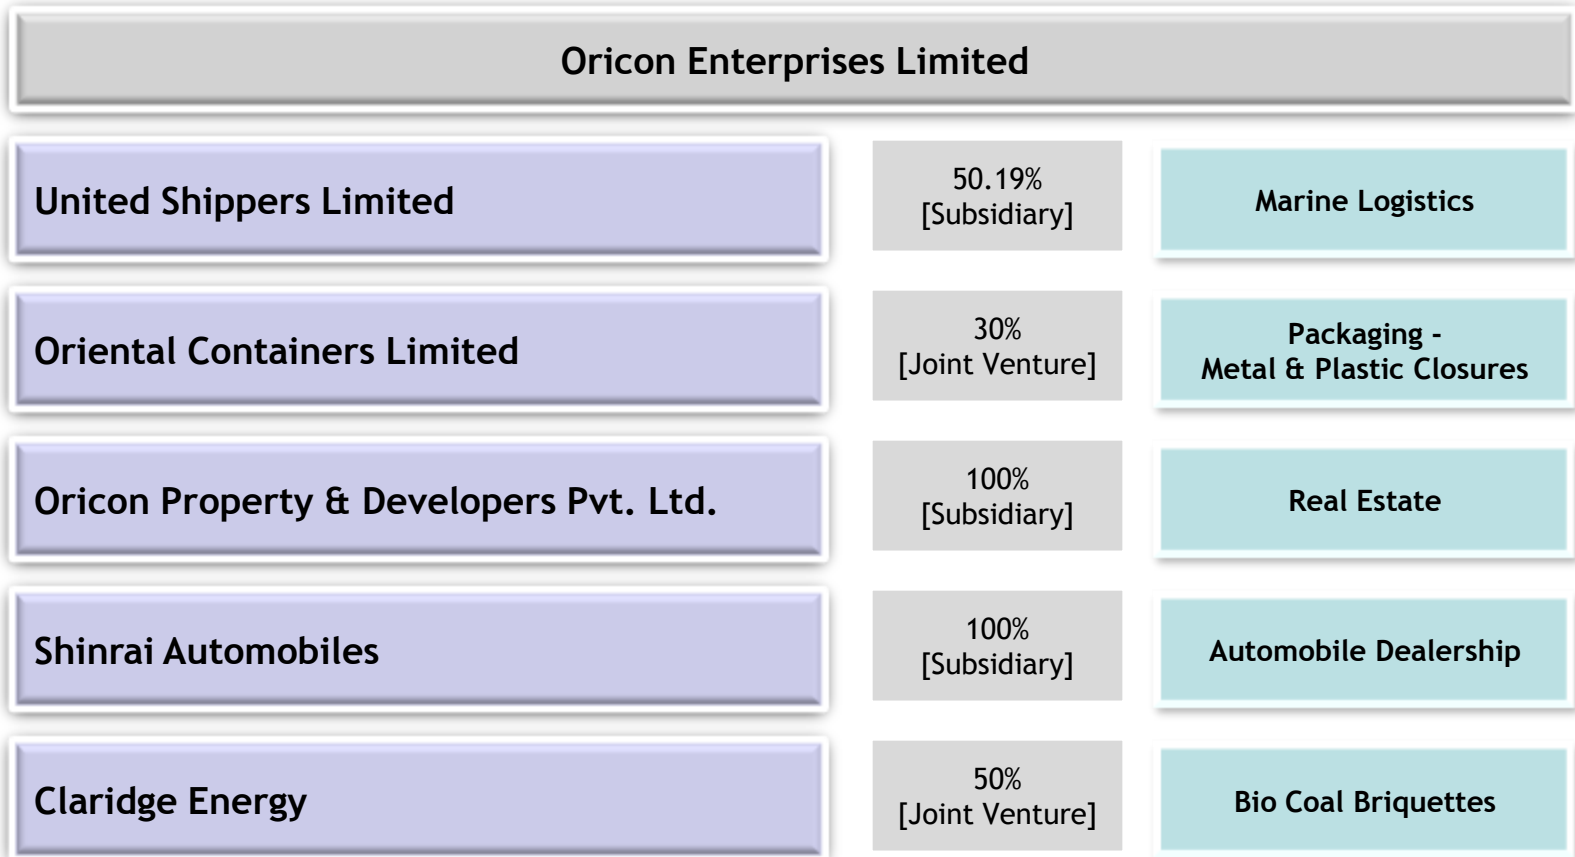 Oricon Enterprises Limited
United Shippers Limited
50.19%
[Subsidiary]
Marine Logistics
Oriental Containers Limited
30%
[Joint Venture]
Packaging -
Metal & Plastic Closures
Oricon Property & Developers Pvt. Ltd.
100%
[Subsidiary]
Real Estate
Shinrai Automobiles
100%
[Subsidiary]
Automobile Dealership
Claridge Energy
50%
[Joint Venture]
Bio Coal Briquettes